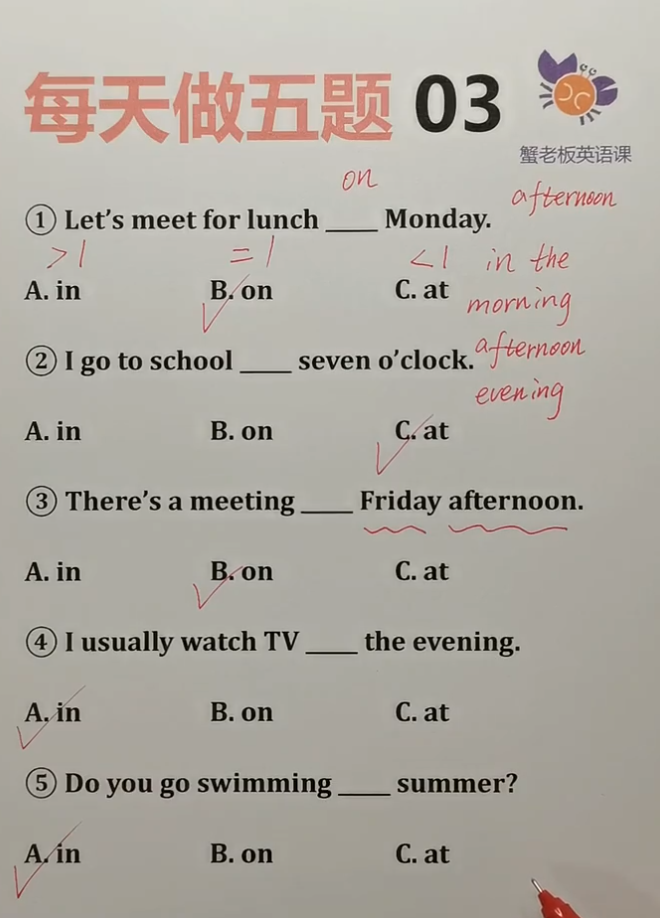 每天做五题 03
蟹老板英语课
on
afternoon
① Let's meet for lunch ____ Monday.
>1 =1 <1 in the
A. in B. on C. at
morning
② I go to school ____ seven o'clock.
afternoon
evening
A. in B. on C. at
③ There's a meeting ____ Friday afternoon.
A. in B. on C. at
④ I usually watch TV ____ the evening.
A. in B. on C. at
⑤ Do you go swimming ____ summer?
A. in B. on C. at